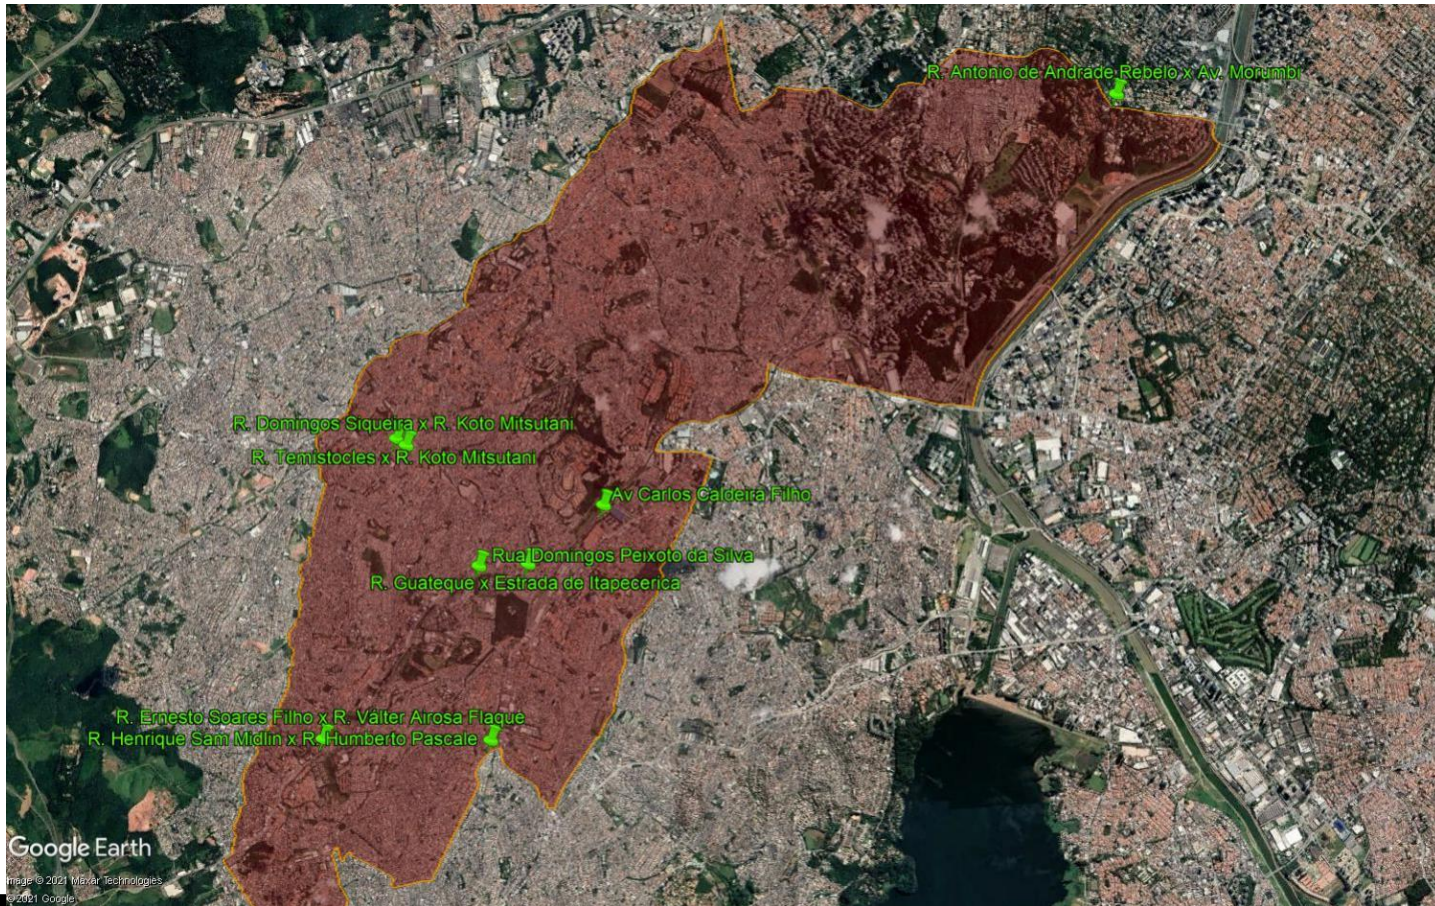 R. Antonio de Andrade Rebelo x Av. Morumbi
R. Domingos Siqueira x R. Koto Mitsutani
R. Temistocles x R. Koto Mitsutani
Av Carlos Caldeira Filho
Rua Domingos Peixoto da Silva
R. Guateque x Estrada de Itapecerica
R. Ernesto Soares Filho x R. Válter Airosa Flaque
R. Henrique Sam Midlin x R. Humberto Pascale
Google Earth
Image © 2021 Maxar Technologies
© 2021 Google